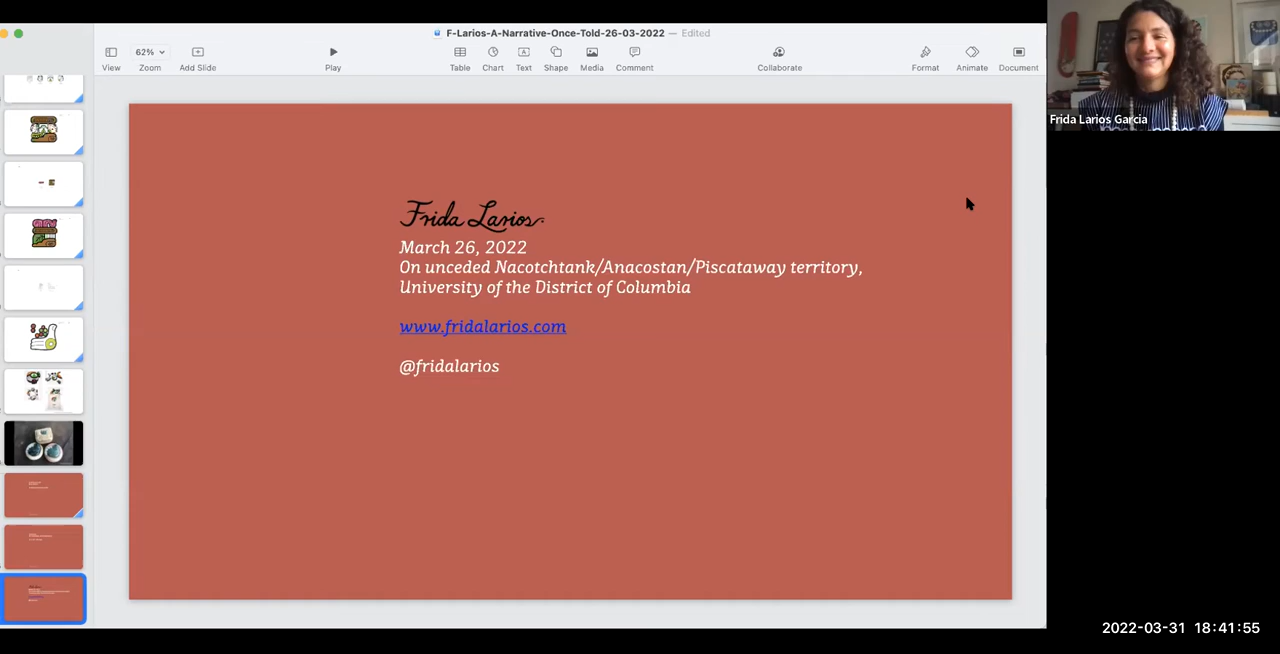 F-Larios-A-Narrative-Once-Told-26-03-2022 — Edited
62%
View
Zoom
Add Slide
Play
Table
Chart
Text
Shape
Media
Comment
Collaborate
Format
Animate
Document
Frida Larios
March 26, 2022
On unceded Nacotchtank/Anacostan/Piscataway territory,
University of the District of Columbia
www.fridalarios.com
@fridalarios
Frida Larios Garcia
2022-03-31 18:41:55